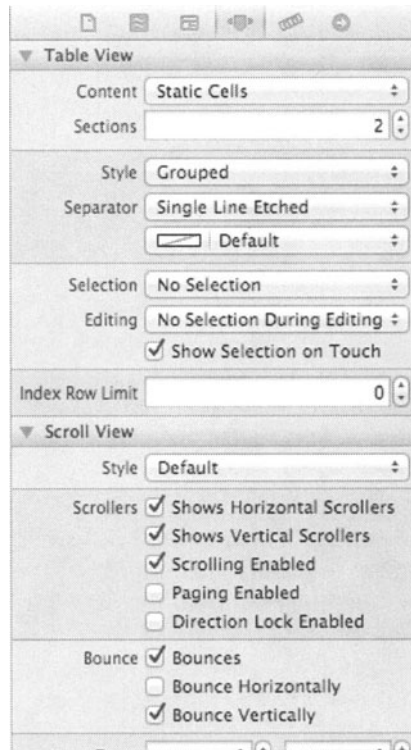 Table View
Content Static Cells
Sections 2
Style Grouped
Separator Single Line Etched
Default
Selection No Selection
Editing No Selection During Editing
Show Selection on Touch
Index Row Limit 0
Scroll View
Style Default
Scrollers Shows Horizontal Scrollers
Shows Vertical Scrollers
Scrolling Enabled
Paging Enabled
Direction Lock Enabled
Bounce Bounces
Bounce Horizontally
Bounce Vertically